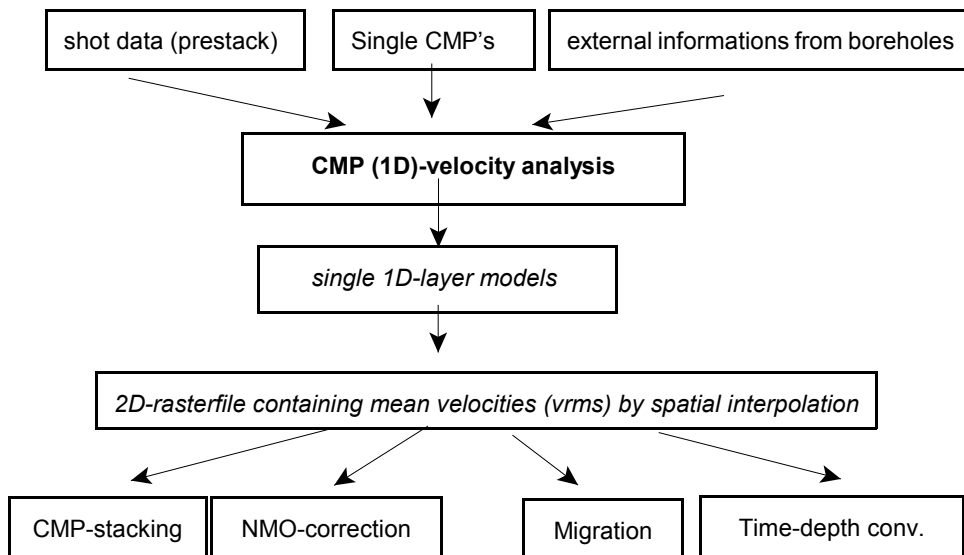 shot data (prestack)
Single CMP's
external informations from boreholes
CMP (1D)-velocity analysis
single 1D-layer models
2D-rasterfile containing mean velocities (vrms) by spatial interpolation
CMP-stacking
NMO-correction
Migration
Time-depth conv.